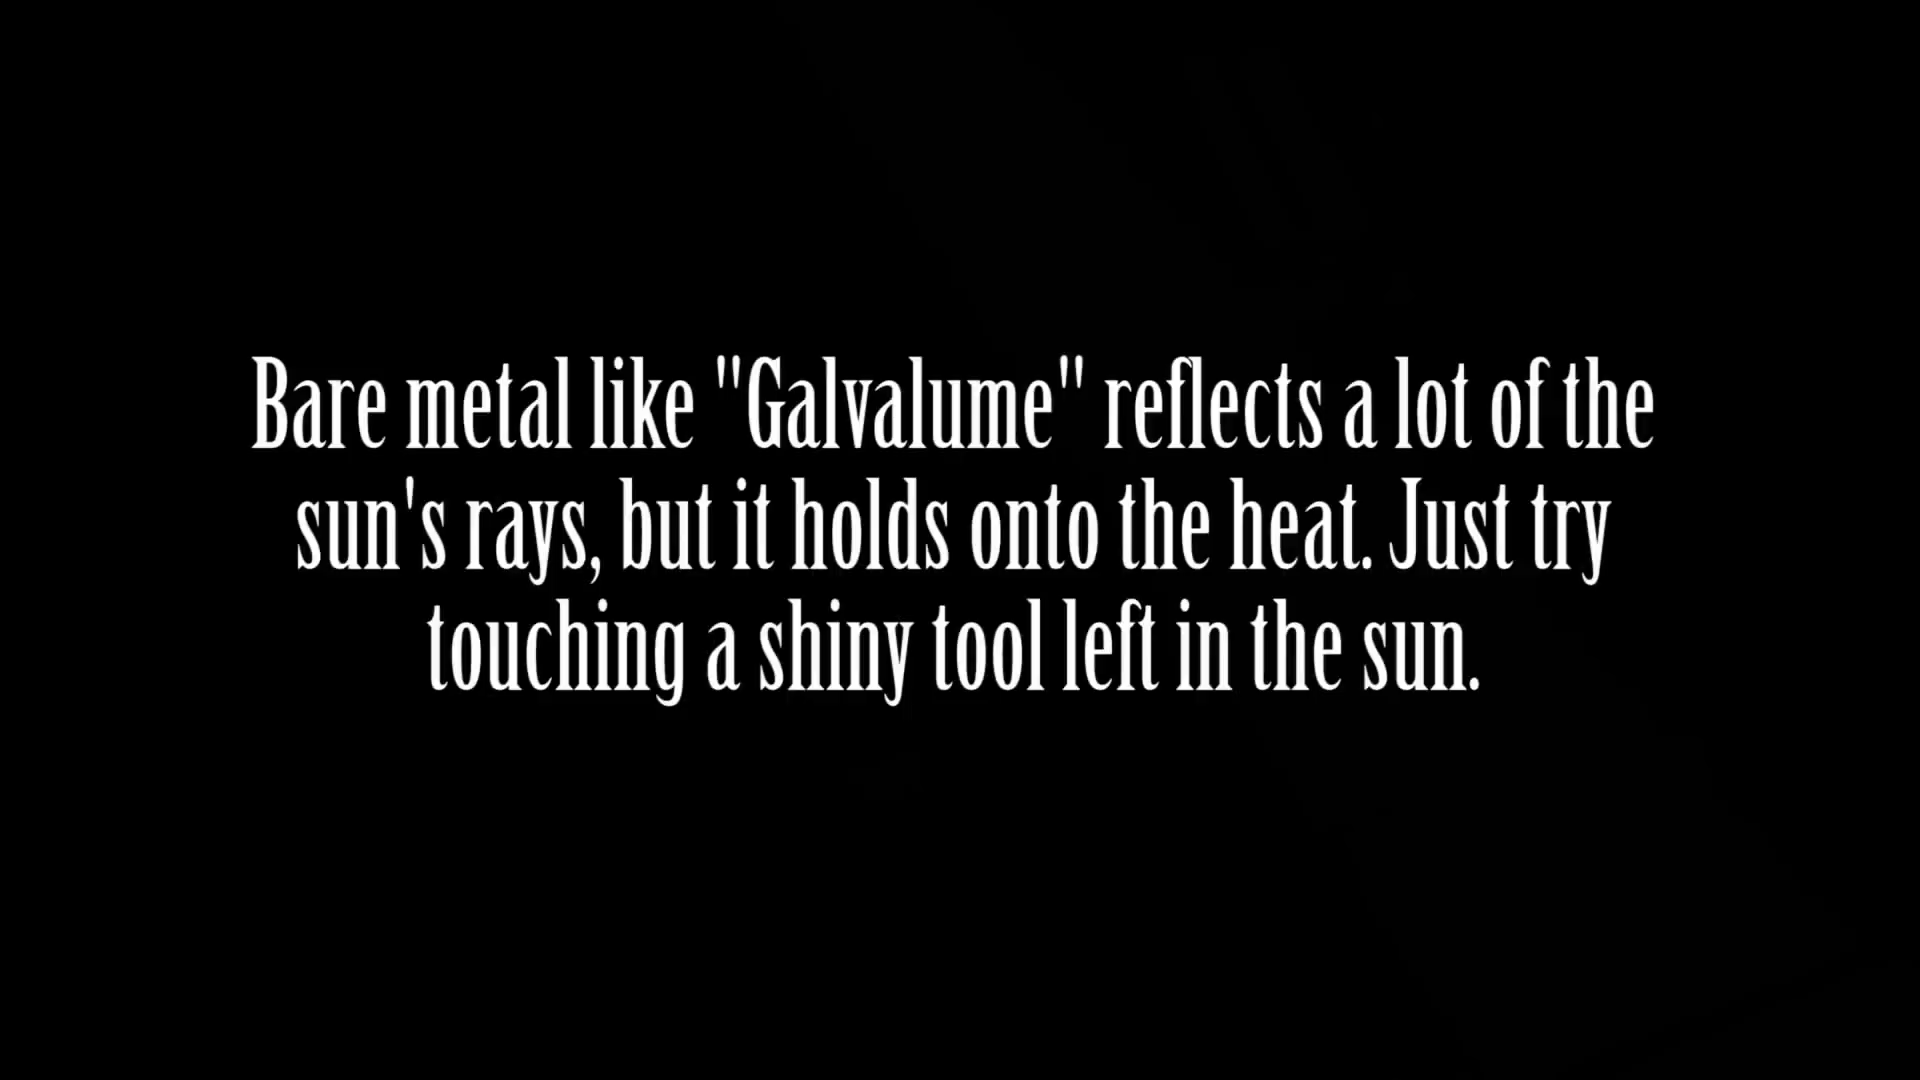 Bare metal like "Galvalume" reflects a lot of the
sun's rays, but it holds onto the heat. Just try
touching a shiny tool left in the sun.